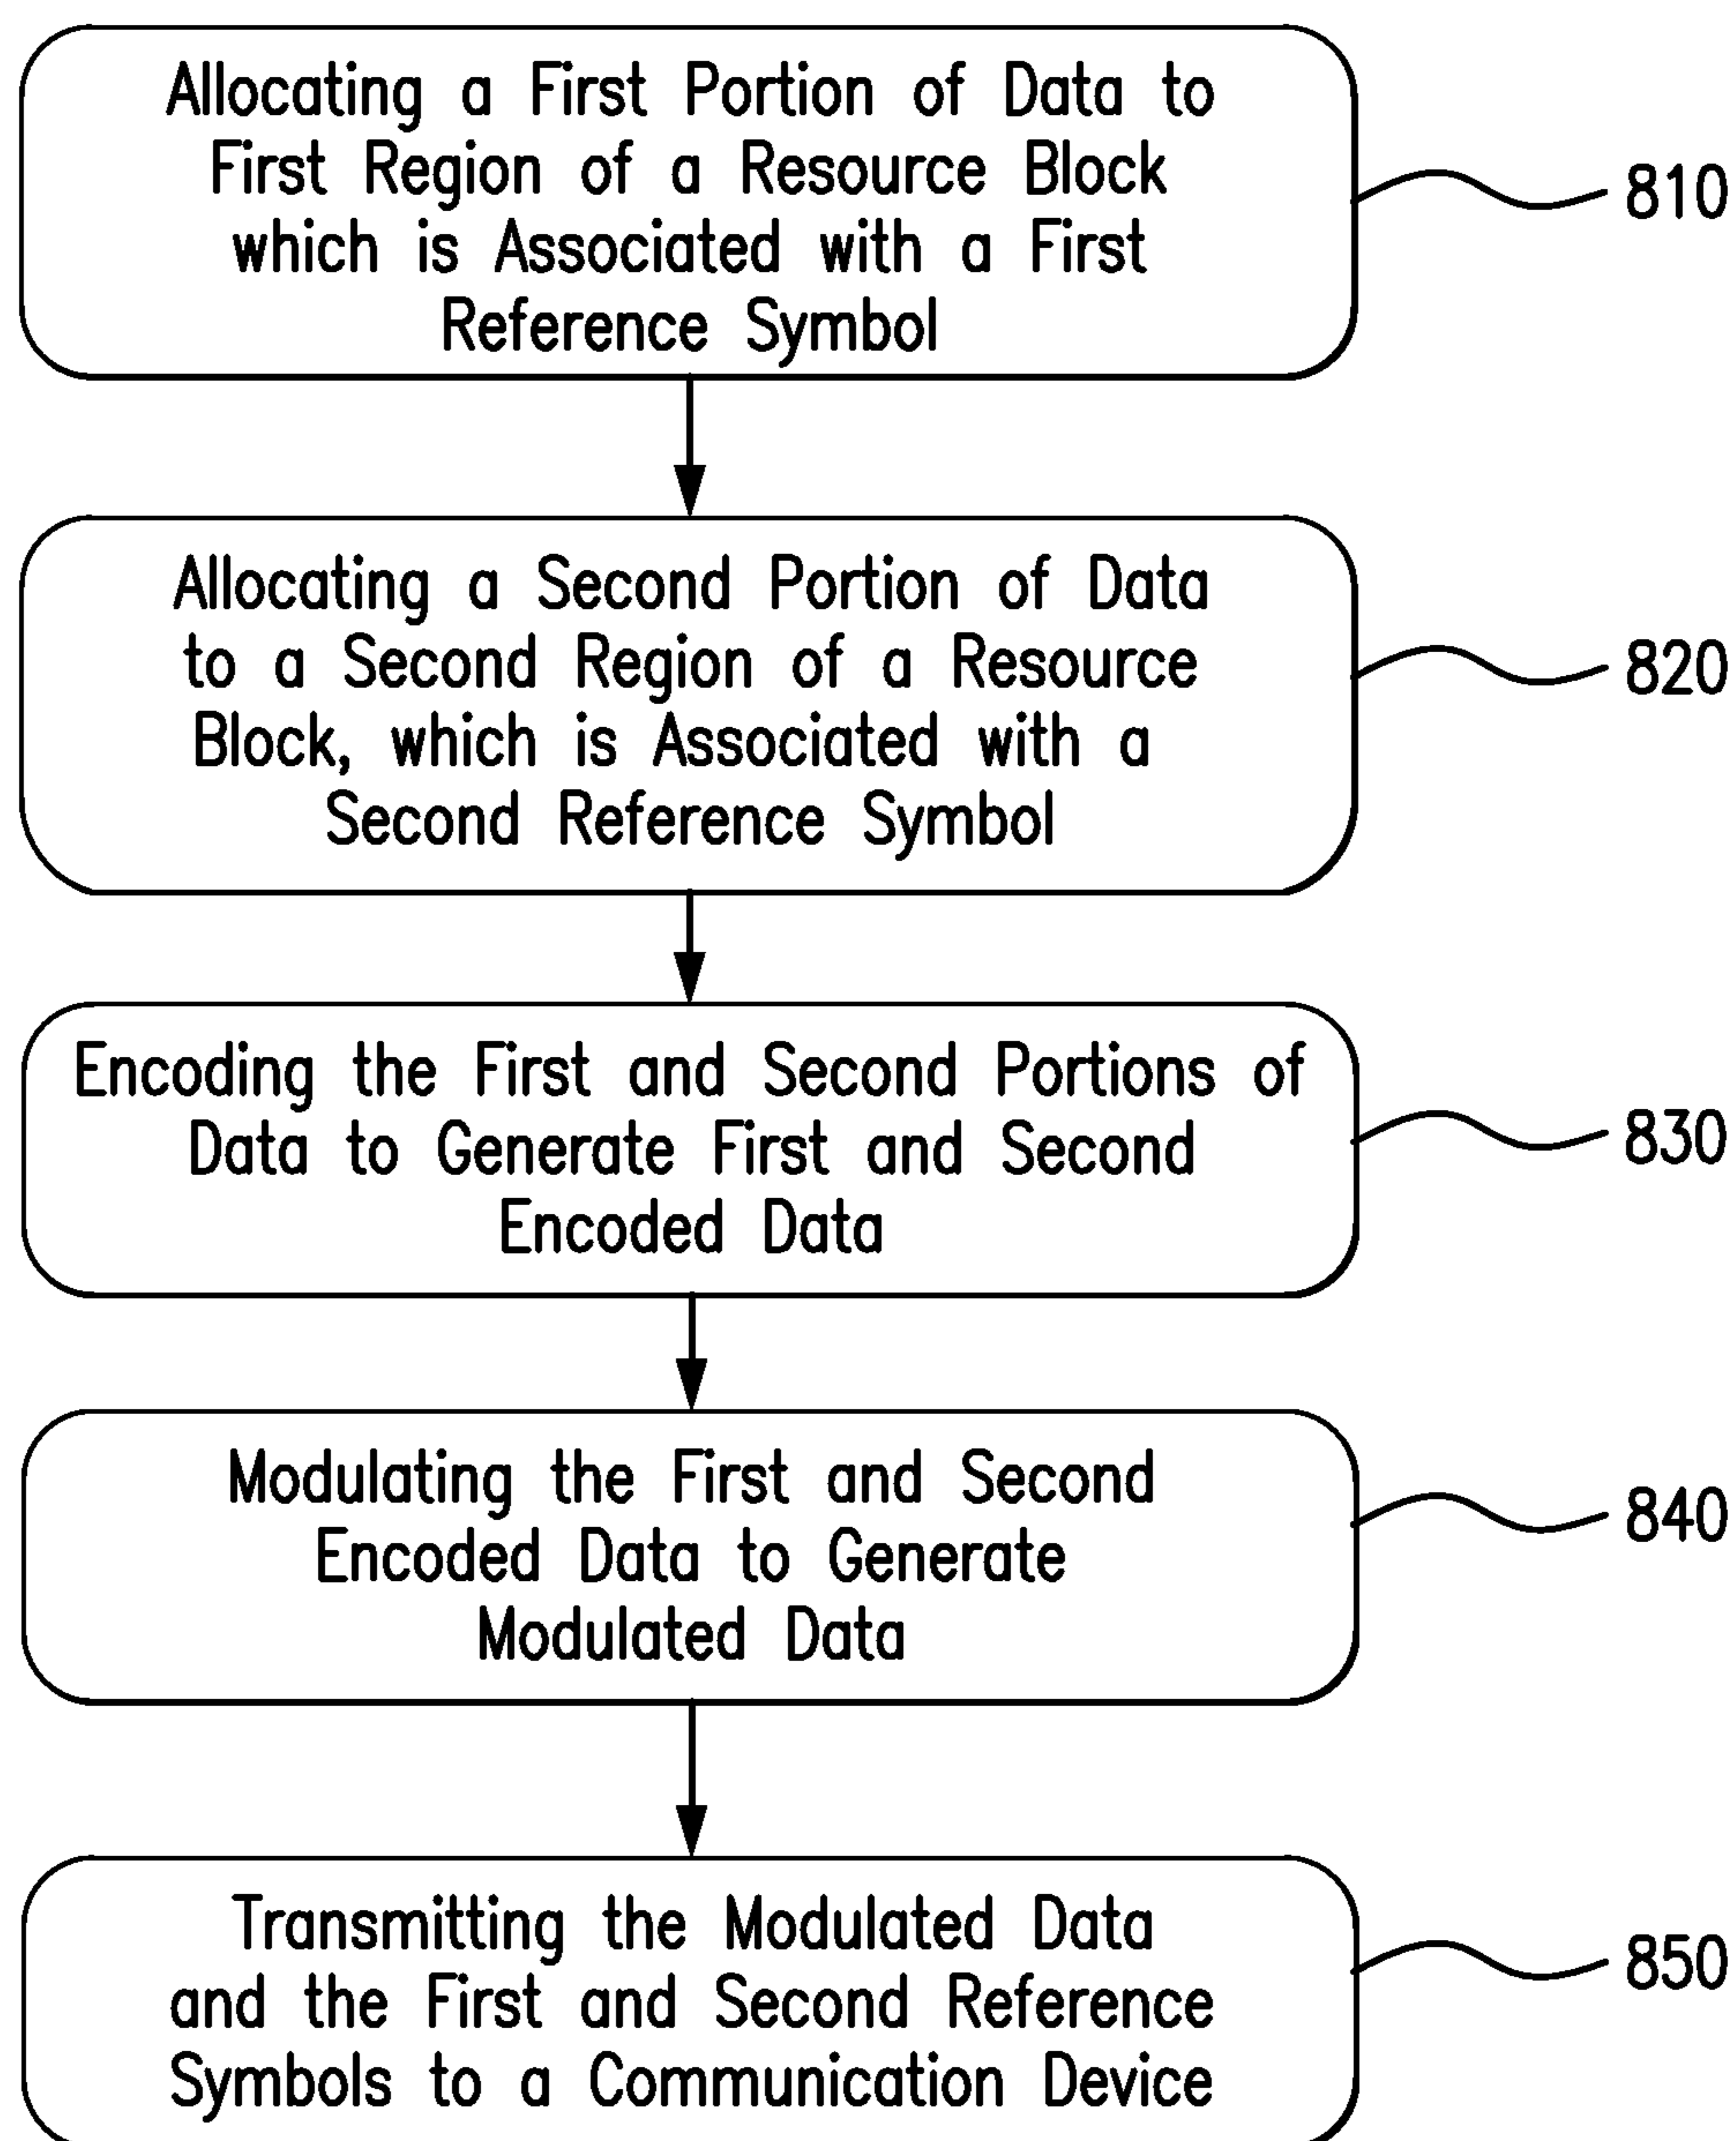 Allocating a First Portion of Data to
First Region of a Resource Block
which is Associated with a First
Reference Symbol
810
Allocating a Second Portion of Data
to a Second Region of a Resource
Block, which is Associated with a
Second Reference Symbol
820
Encoding the First and Second Portions of
Data to Generate First and Second
Encoded Data
830
Modulating the First and Second
Encoded Data to Generate
Modulated Data
840
Transmitting the Modulated Data
and the First and Second Reference
Symbols to a Communication Device
850